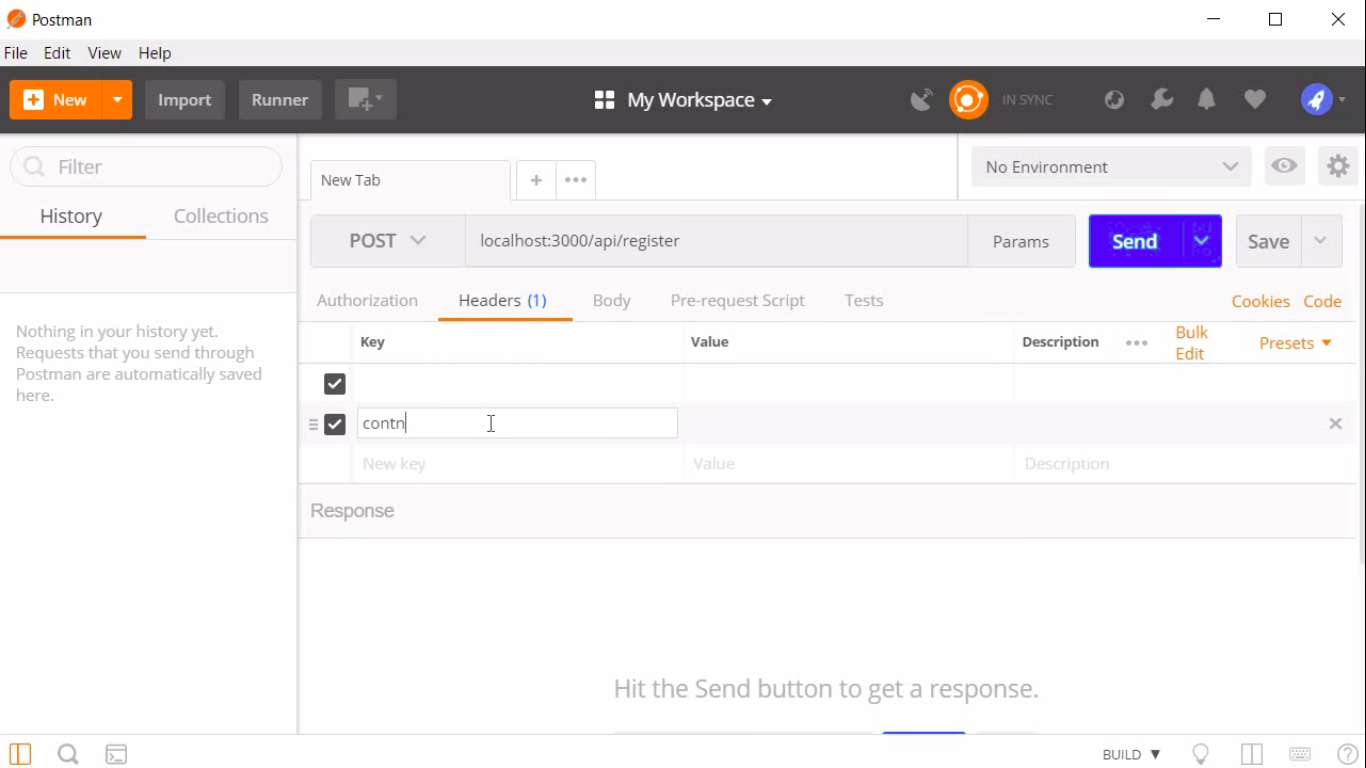 Postman
File Edit View Help
New Import Runner My Workspace IN SYNC
Filter
History Collections
Nothing in your history yet.
Requests that you send through
Postman are automatically saved
here.
New Tab + ••• No Environment
POST localhost:3000/api/register Params Send Save
Authorization Headers (1) Body Pre-request Script Tests Cookies Code
Key Value Description ••• Bulk Edit Presets
contn
New key Value Description
Response
Hit the Send button to get a response.
BUILD